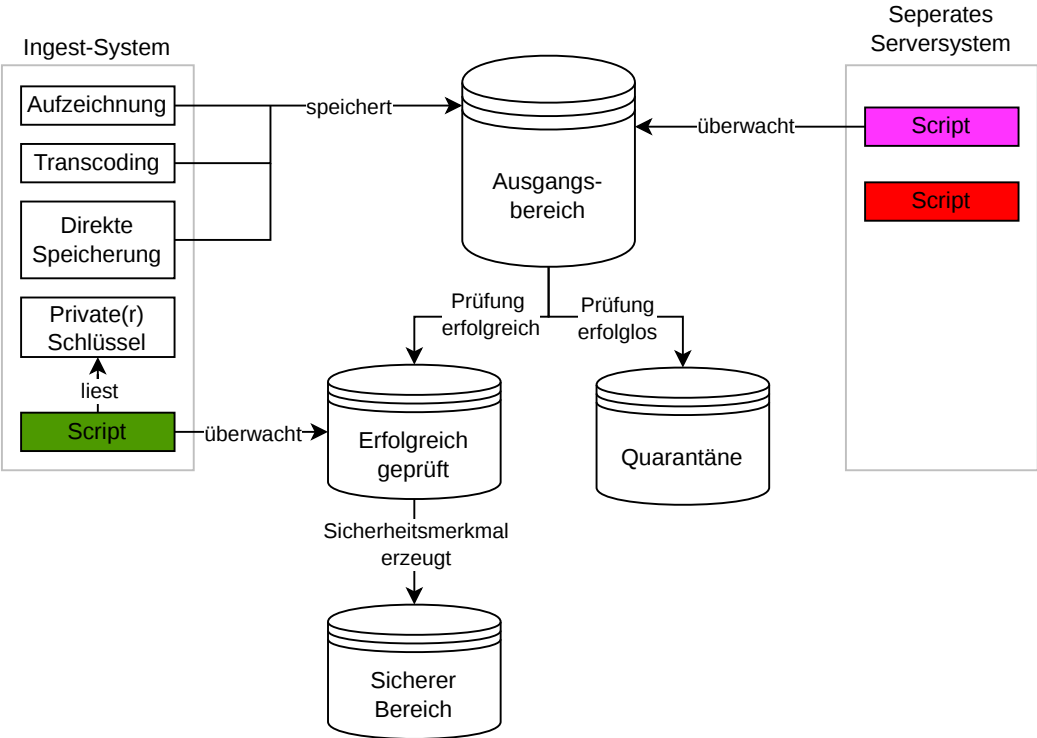 Seperates
Serversystem
Ingest-System
Aufzeichnung
speichert
Script
überwacht
Transcoding
Ausgangs-
bereich
Script
Direkte
Speicherung
Private(r)
Schlüssel
Prüfung
erfolgreich
Prüfung
erfolglos
liest
Script
überwacht
Erfolgreich
geprüft
Quarantäne
Sicherheitsmerkmal
erzeugt
Sicherer
Bereich